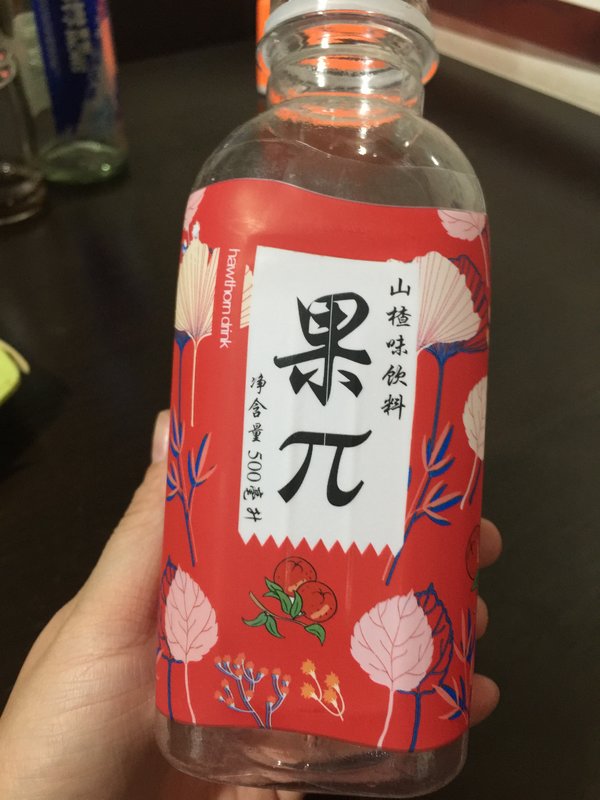 山楂味饮料
果π
净含量 500毫升
hawthorn drink